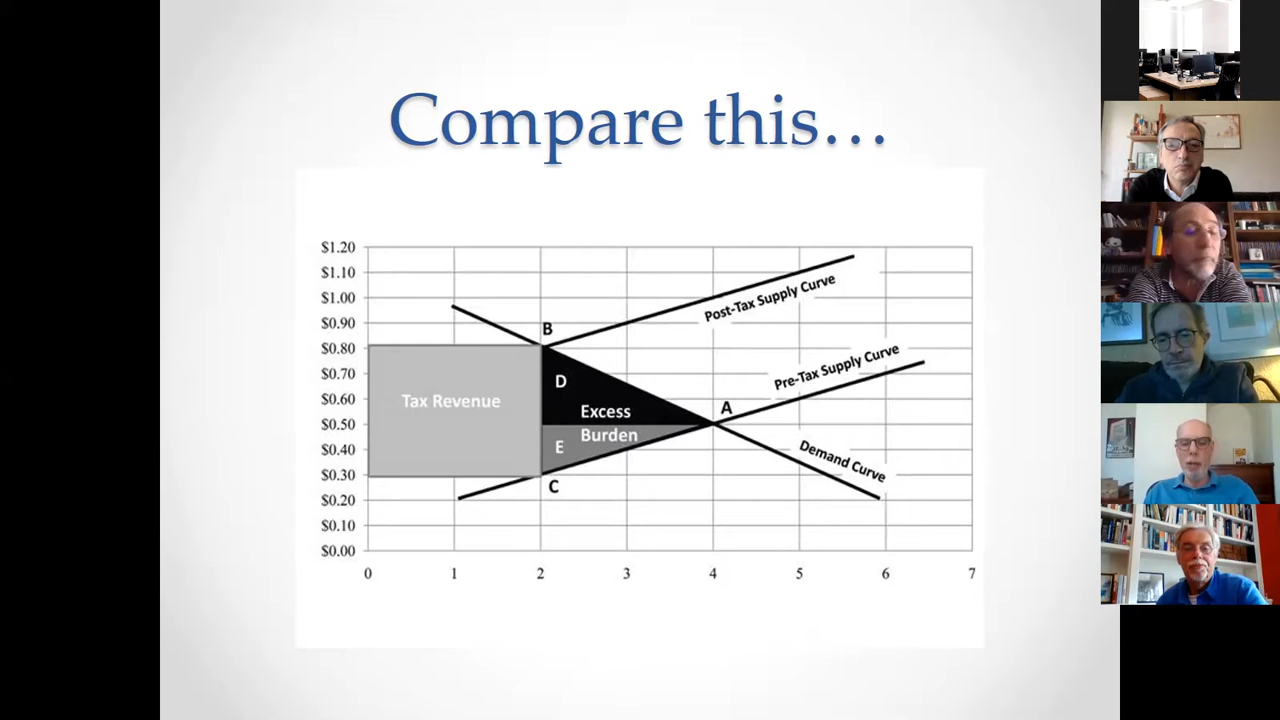 Compare this…
$1.20
$1.10
$1.00
$0.90
$0.80
$0.70
$0.60
$0.50
$0.40
$0.30
$0.20
$0.10
$0.00
0 1 2 3 4 5 6 7
Post-Tax Supply Curve
B
Pre-Tax Supply Curve
D
Tax Revenue
Excess
A
Burden
E
Demand Curve
C